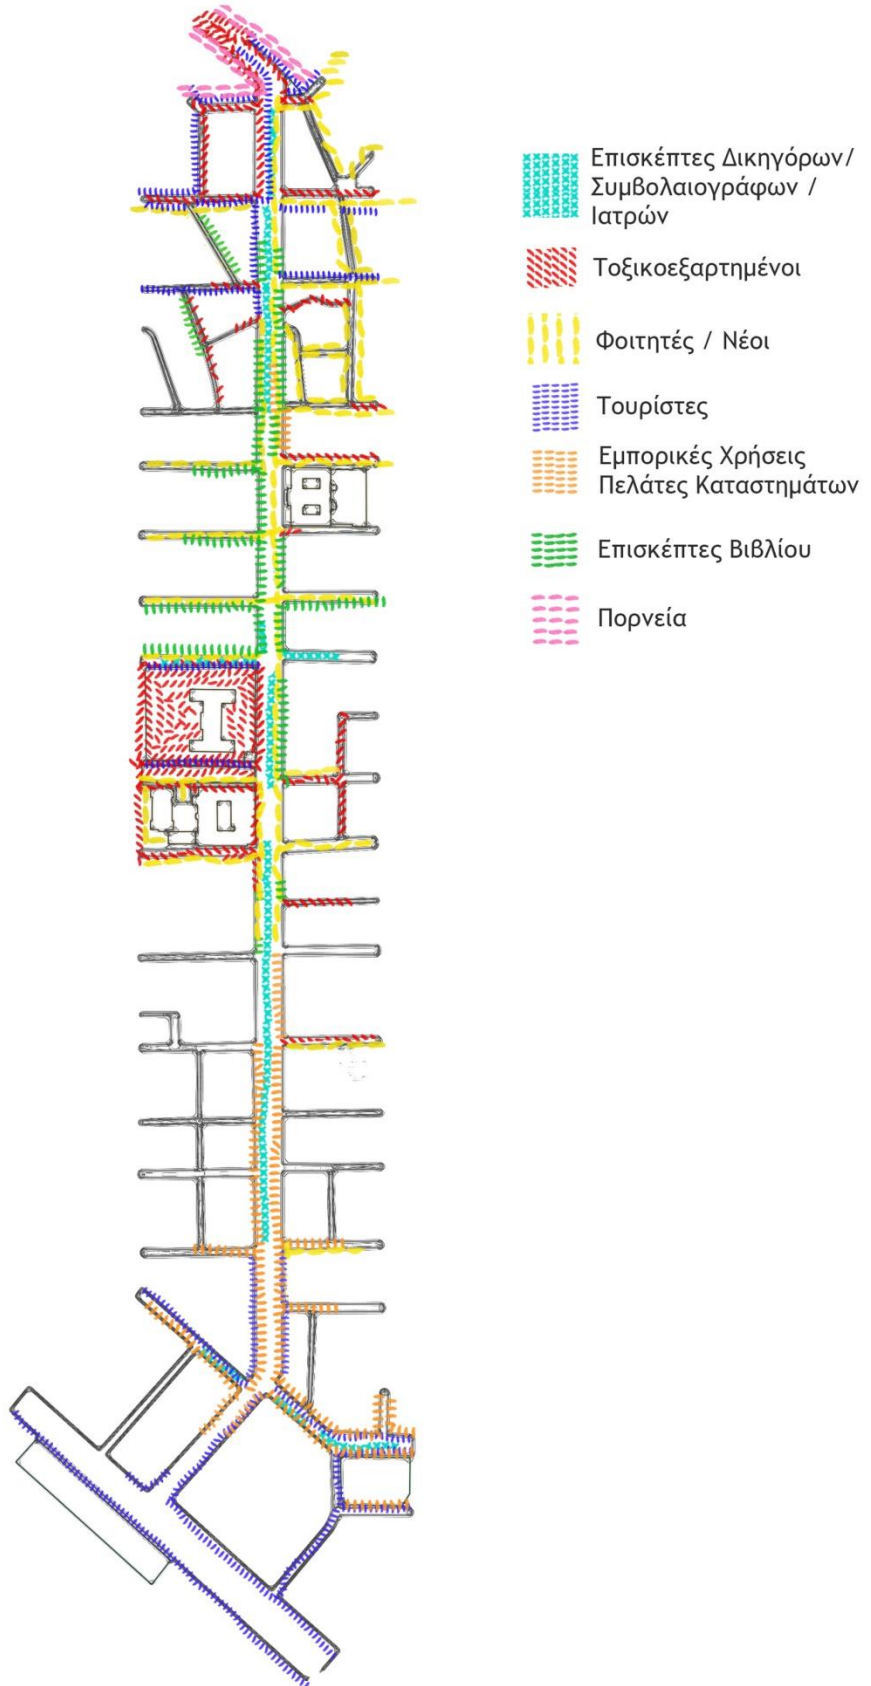 Επισκέπτες Δικηγόρων/
Συμβολαιογράφων /
Ιατρών
Τοξικοεξαρτημένοι
Φοιτητές / Νέοι
Τουρίστες
Εμπορικές Χρήσεις
Πελάτες Καταστημάτων
Επισκέπτες Βιβλίου
Πορνεία